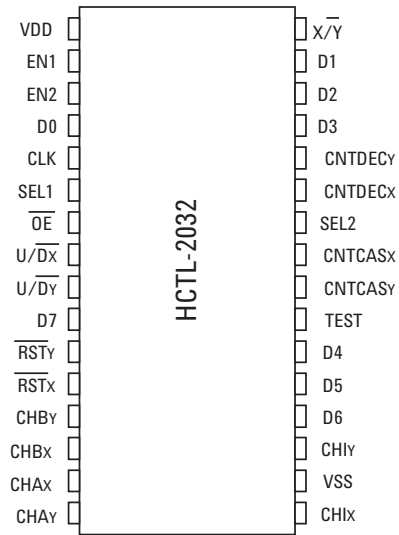 VDD
EN1
EN2
D0
CLK
SEL1
OE
U/DX
U/DY
D7
RSTY
RSTX
CHBY
CHBX
CHAX
CHAY
HCTL-2032
X/Y
D1
D2
D3
CNTDECY
CNTDECX
SEL2
CNTCASX
CNTCASY
TEST
D4
D5
D6
CHIY
VSS
CHIX